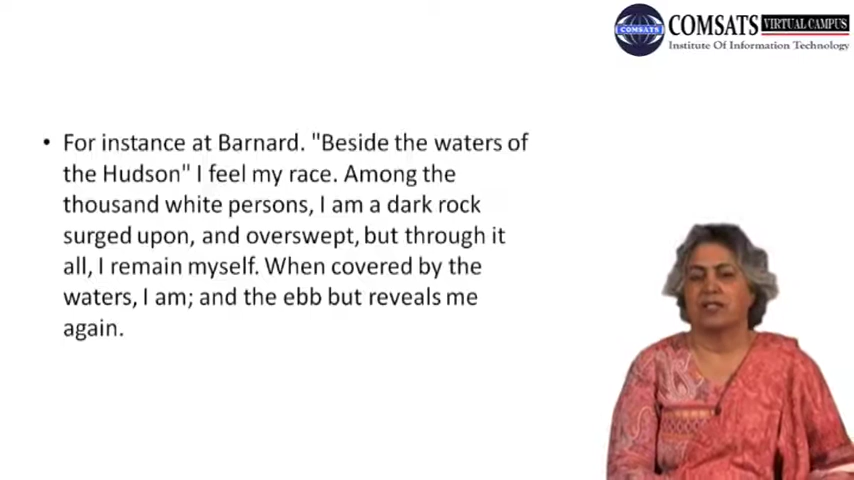 COMSATS VIRTUAL CAMPUS
COMSATS Institute Of Information Technology
• For instance at Barnard. "Beside the waters of
the Hudson" I feel my race. Among the
thousand white persons, I am a dark rock
surged upon, and overswept, but through it
all, I remain myself. When covered by the
waters, I am; and the ebb but reveals me
again.